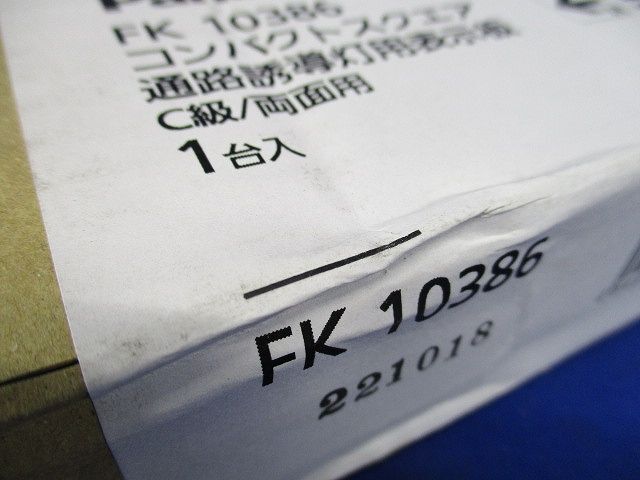 FK 10386
コンパクトスクエア
通路誘導灯用表示板
C級/両面用
1台入
FK 10386
221018